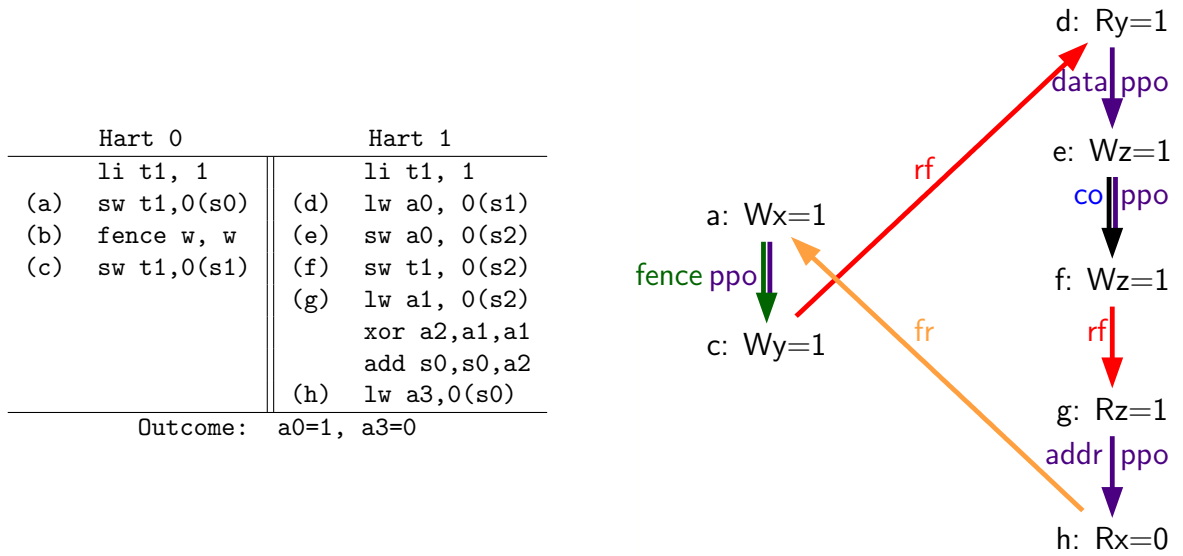 Hart 0 Hart 1
li t1, 1 li t1, 1
(a) sw t1,0(s0) (d) lw a0, 0(s1)
(b) fence w, w (e) sw a0, 0(s2)
(c) sw t1,0(s1) (f) sw t1, 0(s2)
(g) lw a1, 0(s2)
xor a2,a1,a1
add s0,s0,a2
(h) lw a3,0(s0)
Outcome: a0=1, a3=0
d: Ry=1
data ppo
e: Wz=1
rf
co ppo
a: Wx=1
fence ppo
f: Wz=1
fr
rf
c: Wy=1
g: Rz=1
addr ppo
h: Rx=0